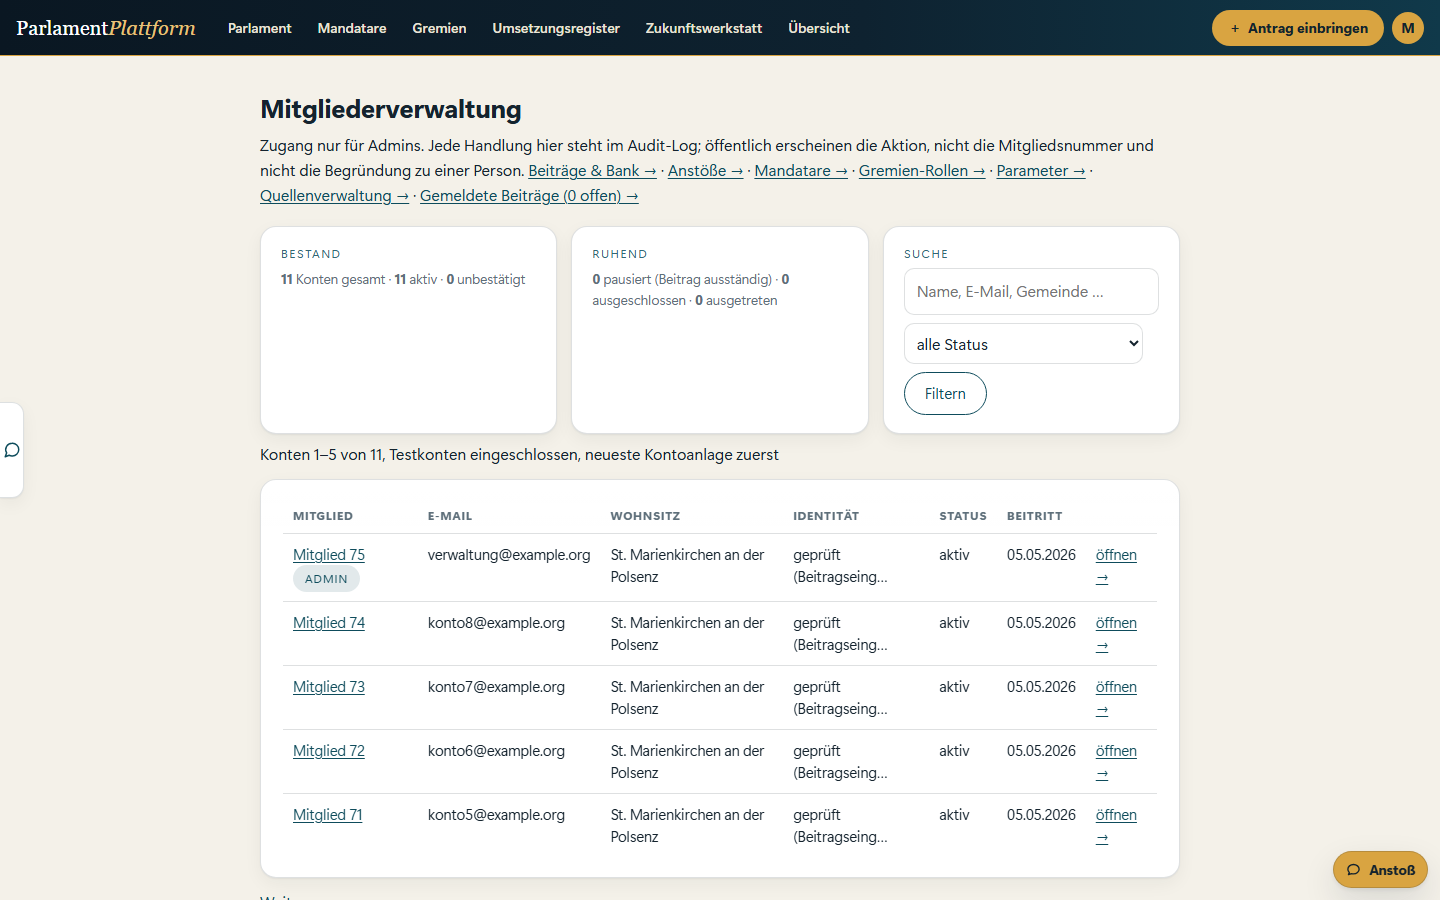 ParlamentPlattform Parlament Mandatare Gremien Umsetzungsregister Zukunftswerkstatt Übersicht + Antrag einbringen M
Mitgliederverwaltung
Zugang nur für Admins. Jede Handlung hier steht im Audit-Log; öffentlich erscheinen die Aktion, nicht die Mitgliedsnummer und
nicht die Begründung zu einer Person. Beiträge & Bank → · Anstöße → · Mandatare → · Gremien-Rollen → · Parameter → ·
Quellenverwaltung → · Gemeldete Beiträge (0 offen) →
BESTAND
11 Konten gesamt · 11 aktiv · 0 unbestätigt
RUHEND
0 pausiert (Beitrag ausständig) · 0
ausgeschlossen · 0 ausgetreten
SUCHE
Name, E-Mail, Gemeinde ...
alle Status
Filtern
Konten 1–5 von 11, Testkonten eingeschlossen, neueste Kontoanlage zuerst
MITGLIED E-MAIL WOHNSITZ IDENTITÄT STATUS BEITRITT
Mitglied 75 verwaltung@example.org St. Marienkirchen an der geprüft aktiv 05.05.2026 öffnen
ADMIN Polsenz (Beitragseing... →
Mitglied 74 konto8@example.org St. Marienkirchen an der geprüft aktiv 05.05.2026 öffnen
Polsenz (Beitragseing... →
Mitglied 73 konto7@example.org St. Marienkirchen an der geprüft aktiv 05.05.2026 öffnen
Polsenz (Beitragseing... →
Mitglied 72 konto6@example.org St. Marienkirchen an der geprüft aktiv 05.05.2026 öffnen
Polsenz (Beitragseing... →
Mitglied 71 konto5@example.org St. Marienkirchen an der geprüft aktiv 05.05.2026 öffnen
Polsenz (Beitragseing... →
Anstoß